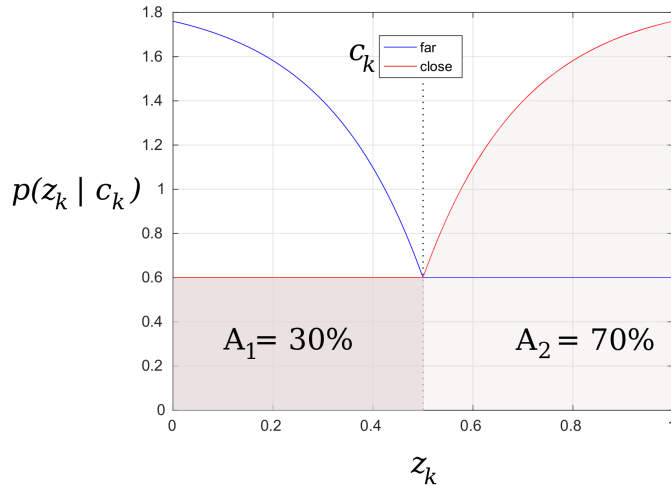 1.8
1.6
1.4
1.2
1
0.8
0.6
0.4
0.2
0
p(z_k | c_k)
c_k
far
close
A_1 = 30%
A_2 = 70%
0 0.2 0.4 0.6 0.8 1
z_k